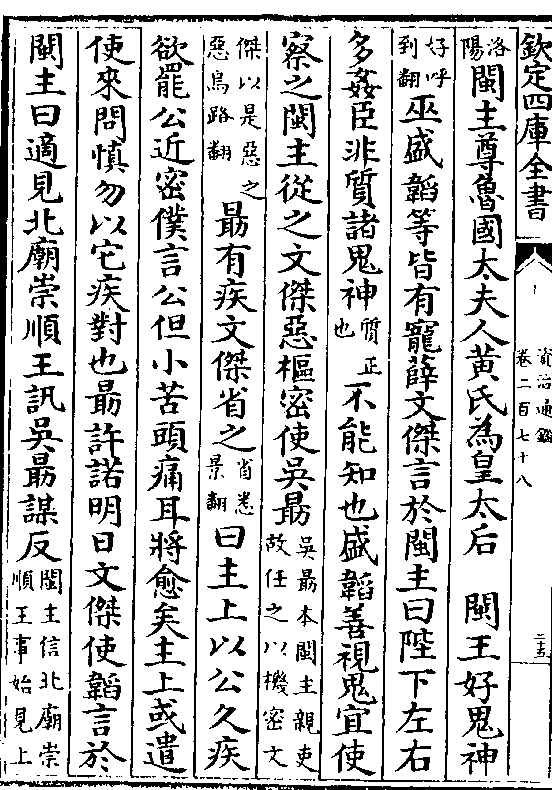 欽定四庫全書
資治通鑑
卷二百七十八
二五
洛陽閩主尊魯國太夫人黄氏為皇太后　閩王好鬼神
好呼到翻巫盛韜等皆有寵薛文傑言於閩主曰陛下左右
多姦臣非質諸鬼神質正也不能知也盛韜善視鬼宜使
察之閩主從之文傑惡樞密使吳朂吳朂本閩主親吏故任之以機密文
傑以是惡之惡烏路翻朂有疾文傑省之省悉景翻曰主上以公久疾
欲罷公近密僕言公但小苦頭痛耳將愈矣主上或遣
使來問慎勿以它疾對也朂許諾明日文傑使韜言於
閩主曰適見北廟崇順王訊吳朂謀反閩主信北廟崇順王事始見上